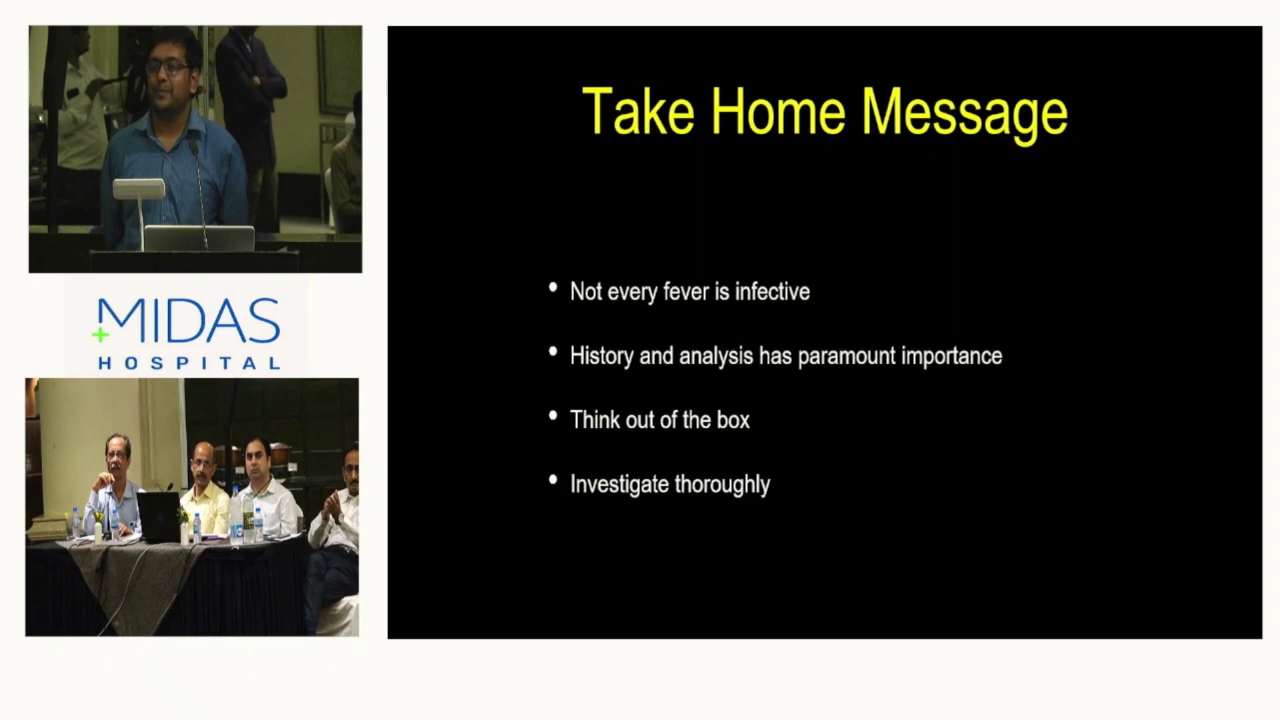 MIDAS
HOSPITAL
Take Home Message
• Not every fever is infective
• History and analysis has paramount importance
• Think out of the box
• Investigate thoroughly